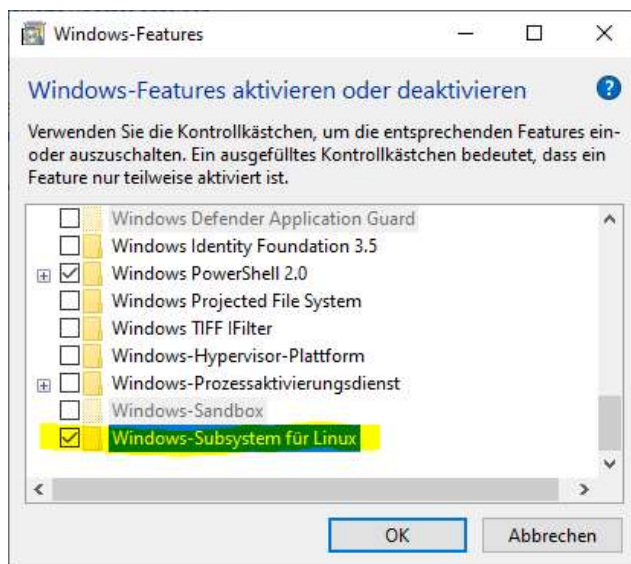 Windows-Features
Windows-Features aktivieren oder deaktivieren
Verwenden Sie die Kontrollkästchen, um die entsprechenden Features ein-
oder auszuschalten. Ein ausgefülltes Kontrollkästchen bedeutet, dass ein
Feature nur teilweise aktiviert ist.
Windows Defender Application Guard
Windows Identity Foundation 3.5
Windows PowerShell 2.0
Windows Projected File System
Windows TIFF IFilter
Windows-Hypervisor-Plattform
Windows-Prozessaktivierungsdienst
Windows-Sandbox
Windows-Subsystem für Linux
OK Abbrechen